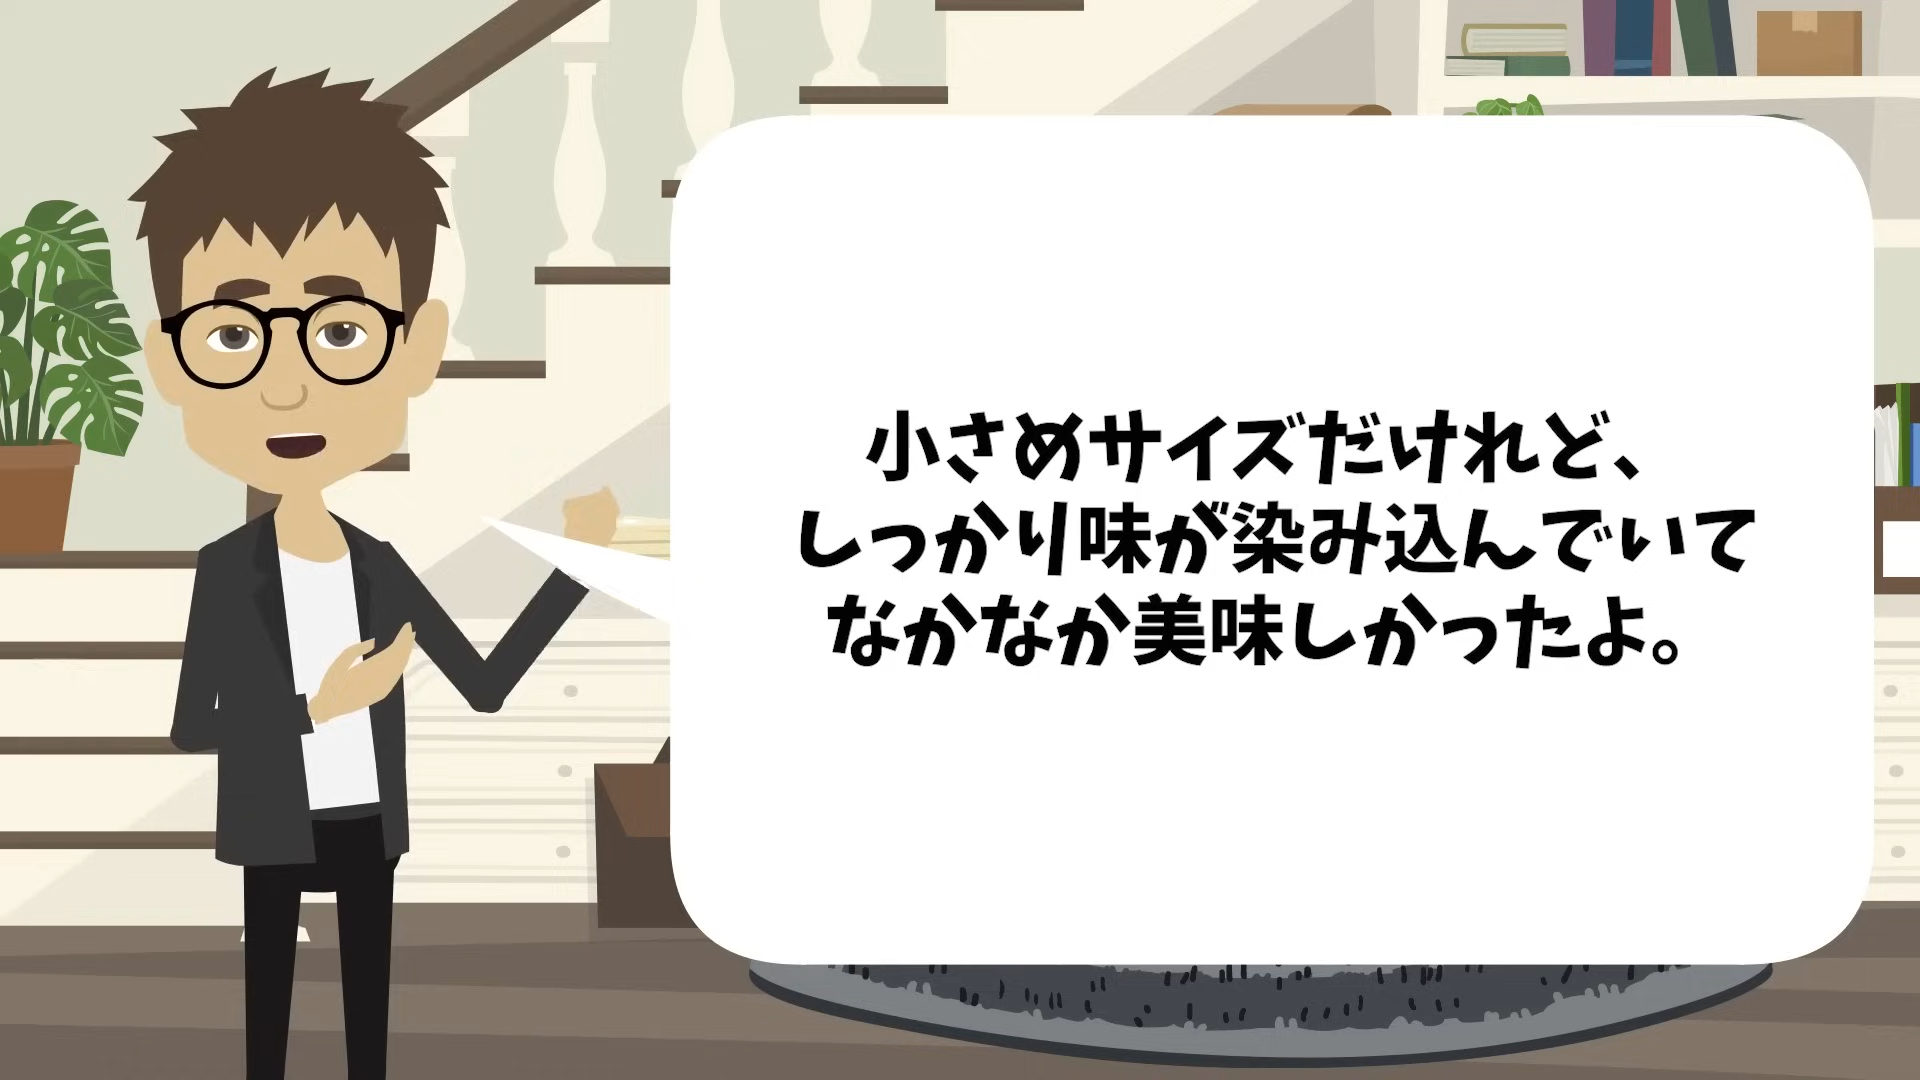 小さめサイズだけれど、
しっかり味が染み込んでいて
なかなか美味しかったよ。